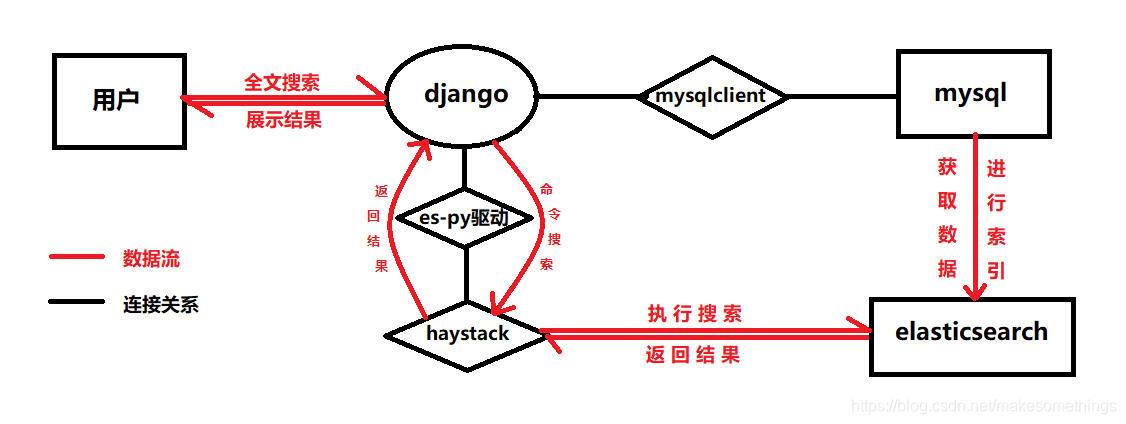 用户
全文搜索
展示结果
django
mysqlclient
mysql
返回结果
es-py驱动
命令搜索
获取数据
进行索引
数据流
连接关系
haystack
执行搜索
返回结果
elasticsearch
https://blog.csdn.net/makesomethings